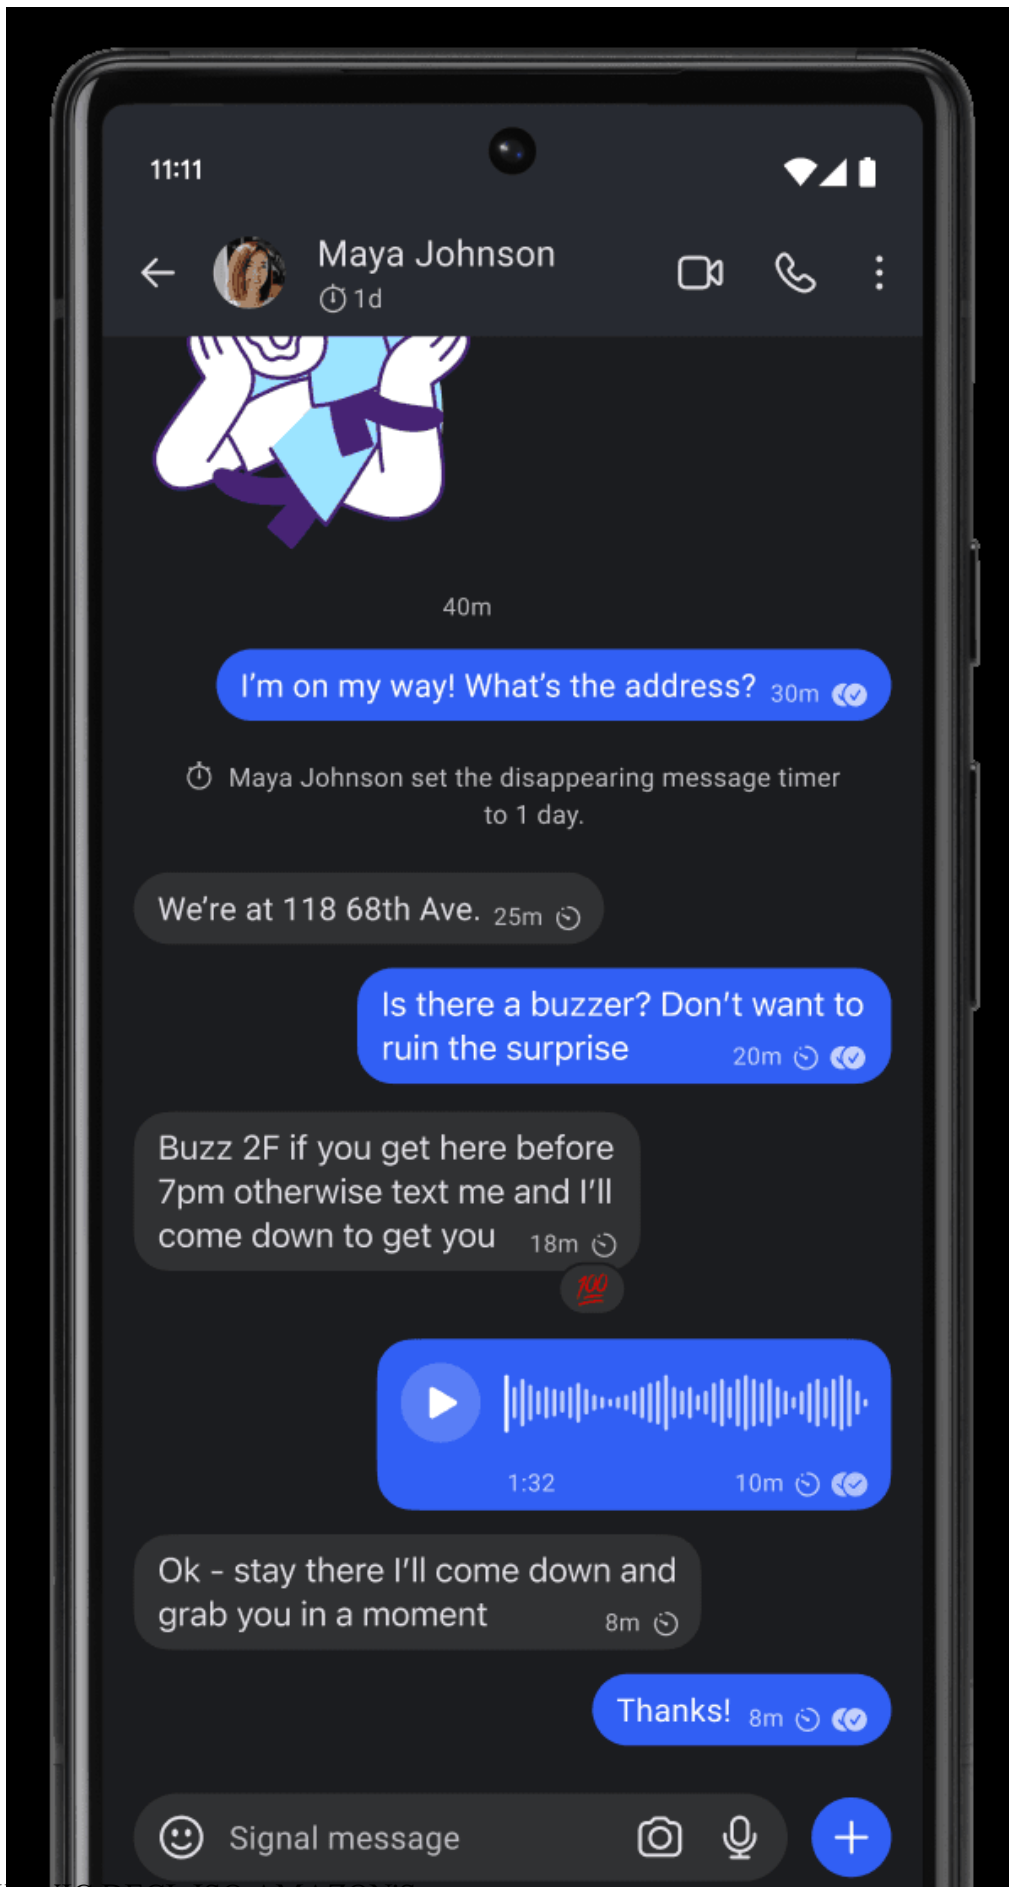 11:11
Maya Johnson
1d
40m
I'm on my way! What's the address? 30m
Maya Johnson set the disappearing message timer
to 1 day.
We're at 118 68th Ave. 25m
Is there a buzzer? Don't want to
ruin the surprise 20m
Buzz 2F if you get here before
7pm otherwise text me and I'll
come down to get you 18m
💯
1:32 10m
Ok - stay there I'll come down and
grab you in a moment 8m
Thanks! 8m
Signal message